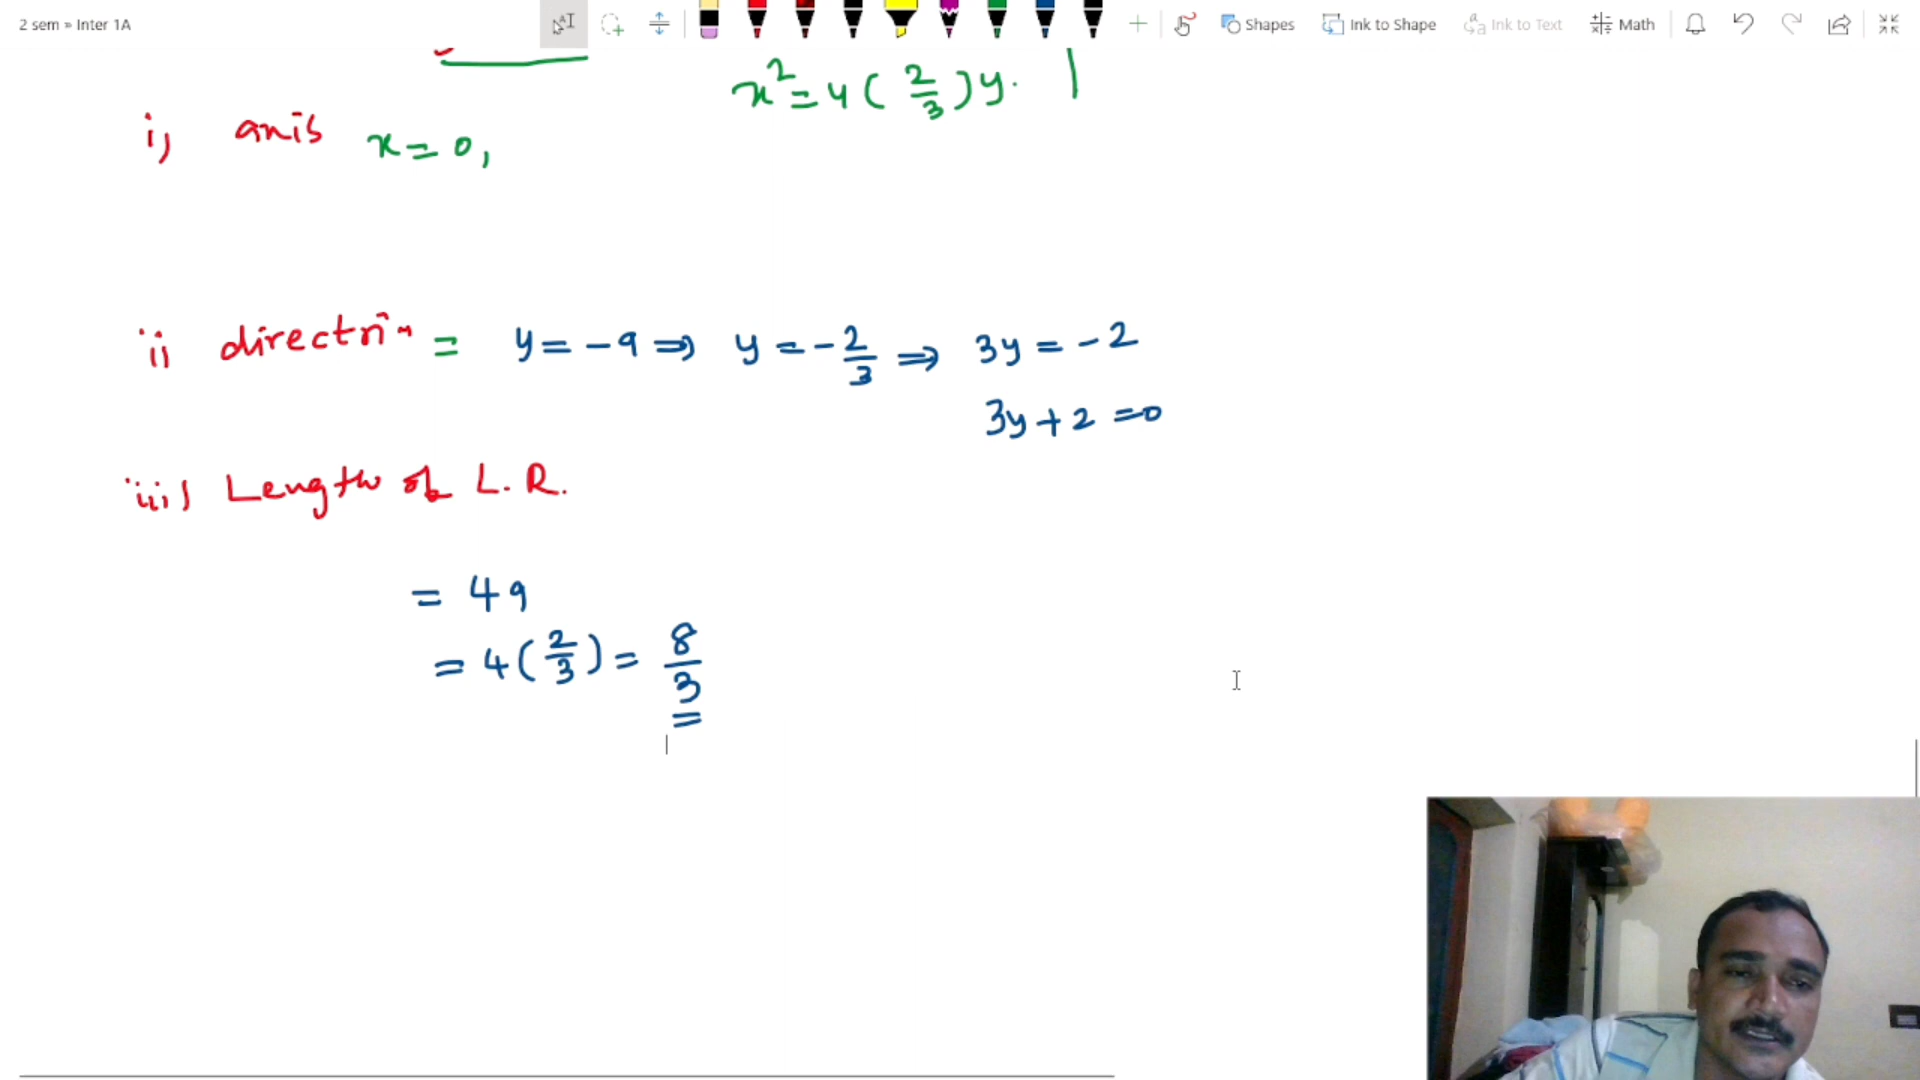 2 sem » Inter 1A
Shapes Ink to Shape Ink to Text Math
x² = 4(2/3)y.
i) axis x = 0,
ii directrix = y = -a ⇒ y = -2/3 ⇒ 3y = -2
3y + 2 = 0
iii) Length of L.R.
= 4a
= 4(2/3) = 8/3